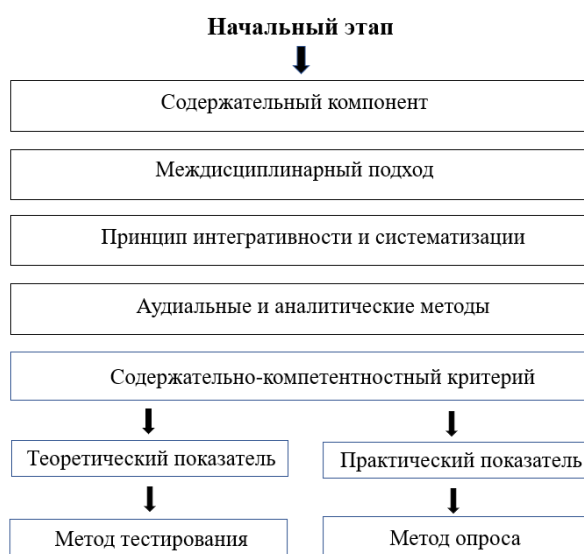 Начальный этап
Содержательный компонент
Междисциплинарный подход
Принцип интегративности и систематизации
Аудиальные и аналитические методы
Содержательно-компетентностный критерий
Теоретический показатель
Практический показатель
Метод тестирования
Метод опроса